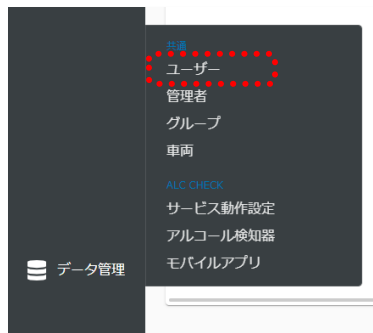 共通
ユーザー
管理者
グループ
車両
ALC CHECK
サービス動作設定
アルコール検知器
モバイルアプリ
データ管理